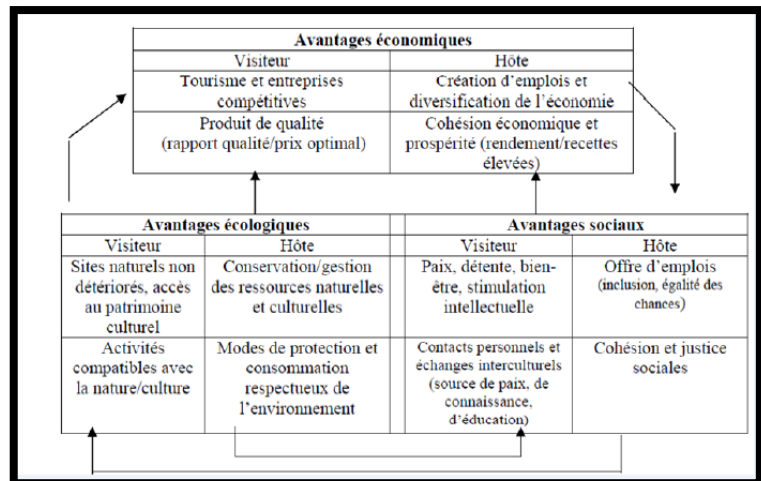 Avantages économiques
Visiteur
Hôte
Tourisme et entreprises
compétitives
Création d'emplois et
diversification de l'économie
Produit de qualité
(rapport qualité/prix optimal)
Cohésion économique et
prospérité (rendement/recettes
élevées)
Avantages écologiques
Visiteur
Hôte
Sites naturels non
détériorés, accès
au patrimoine
culturel
Conservation/gestion
des ressources naturelles
et culturelles
Activités
compatibles avec
la nature/culture
Modes de protection et
consommation
respectueux de
l'environnement
Avantages sociaux
Visiteur
Hôte
Paix, détente, bien-
être, stimulation
intellectuelle
Offre d'emplois
(inclusion, égalité des
chances)
Contacts personnels et
échanges interculturels
(source de paix, de
connaissance,
d'éducation)
Cohésion et justice
sociales